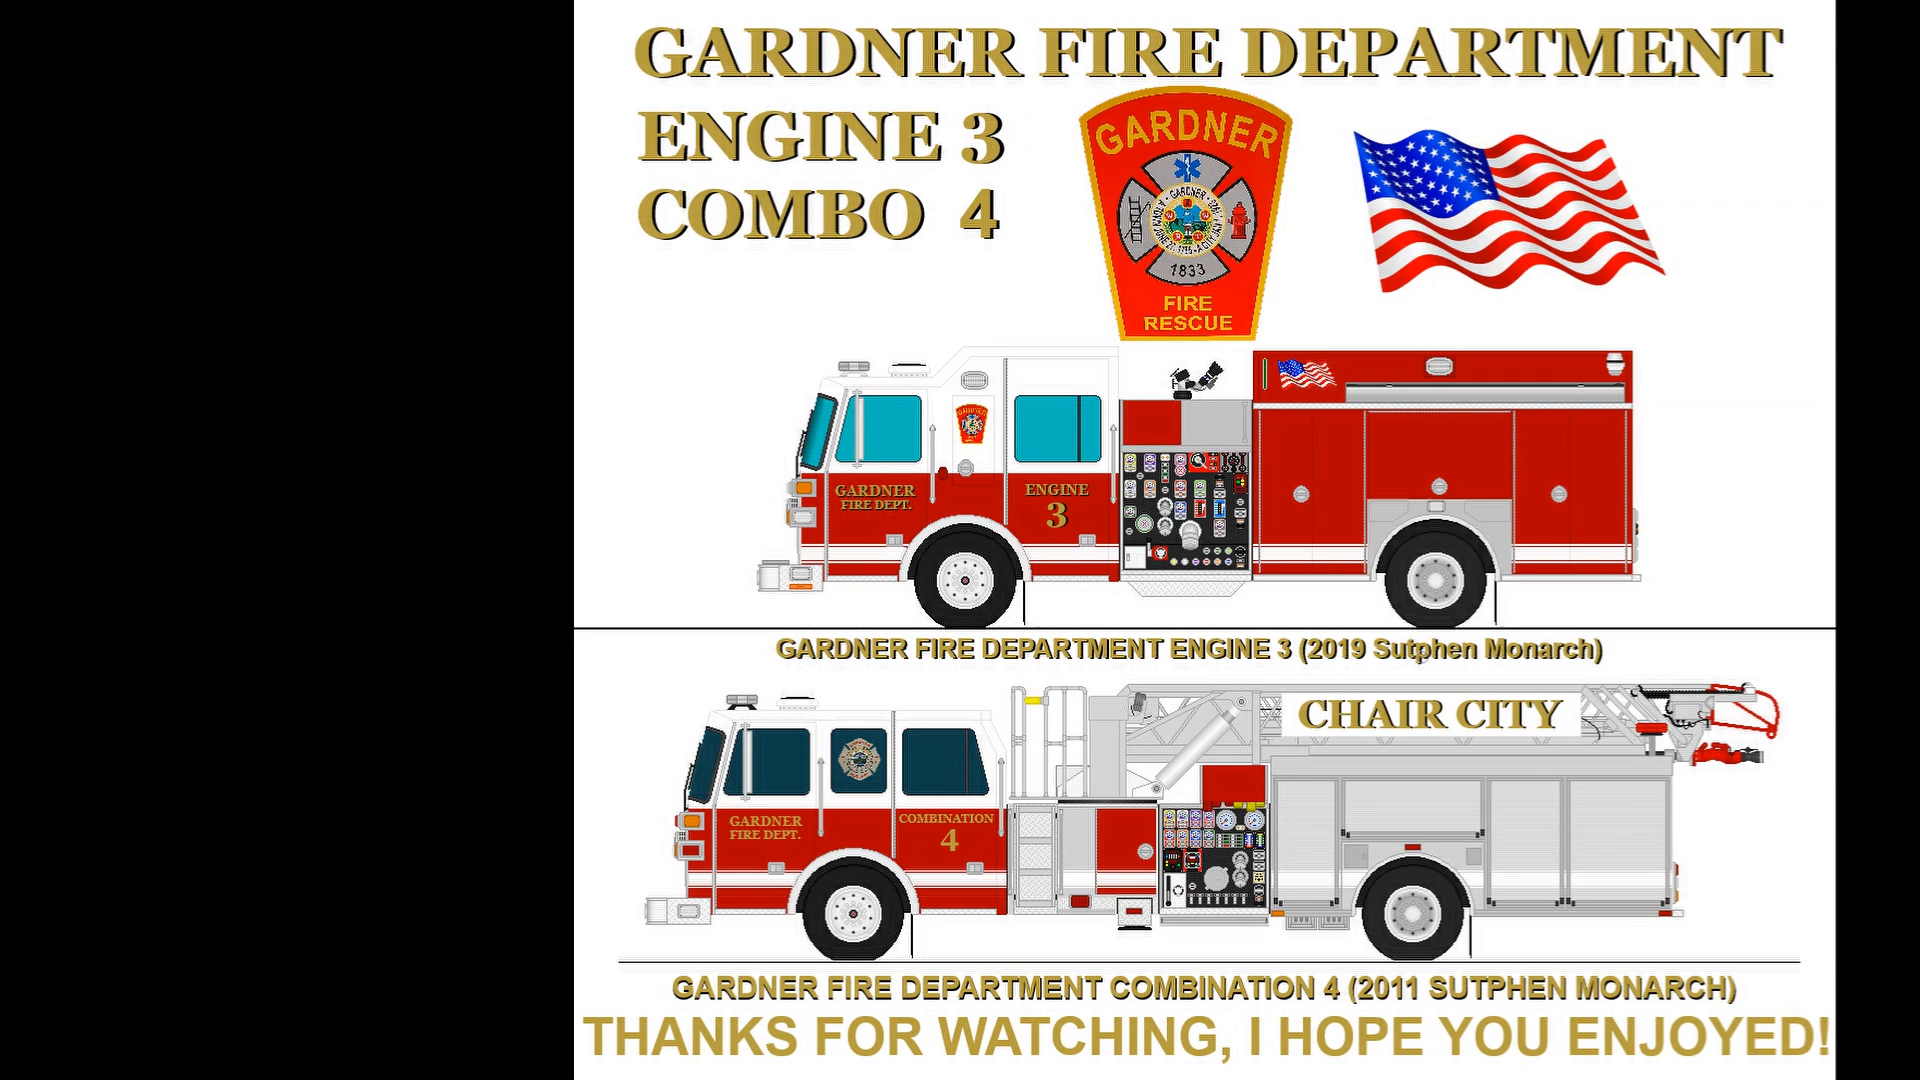 GARDNER FIRE DEPARTMENT
ENGINE 3
COMBO 4
GARDNER
GARDNER
1833
FIRE
RESCUE
GARDNER
FIRE DEPT.
ENGINE
3
GARDNER FIRE DEPARTMENT ENGINE 3 (2019 Sutphen Monarch)
CHAIR CITY
GARDNER
FIRE DEPT.
COMBINATION
4
GARDNER FIRE DEPARTMENT COMBINATION 4 (2011 SUTPHEN MONARCH)
THANKS FOR WATCHING, I HOPE YOU ENJOYED!